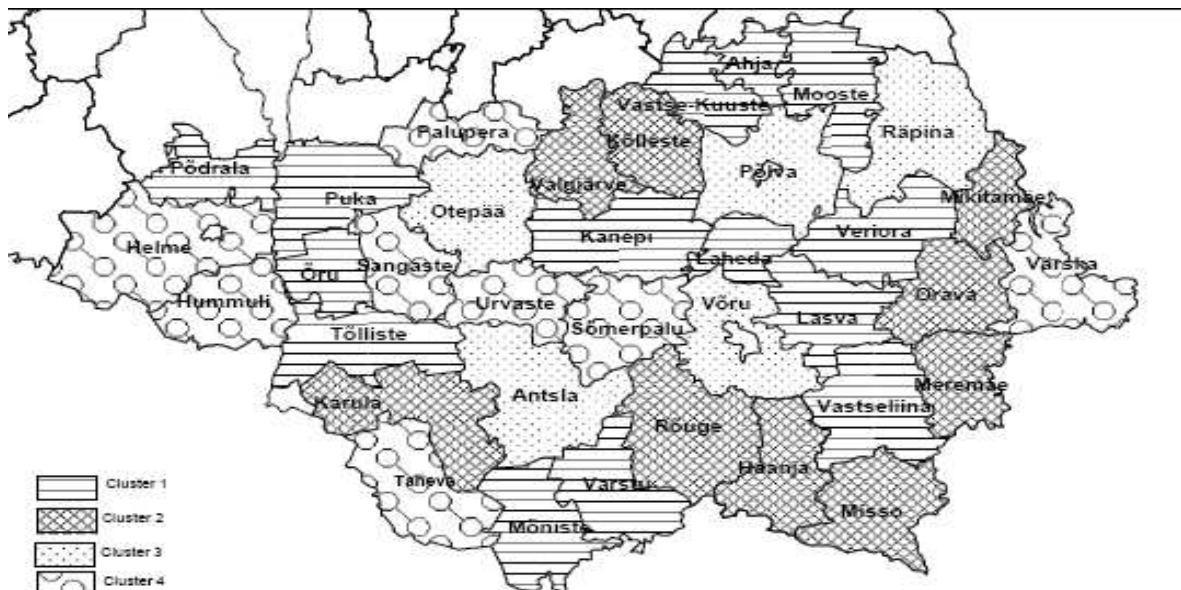 Ahja
Mooste
Vastse-Kuuste
Räpina
Palupera
Kõlleste
Põdrala
Põlva
Valgjärve
Puka
Mikitamäe
Otepää
Veriora
Kanepi
Helme
Laheda
Värska
Sangaste
Õru
Orava
Hummuli
Urvaste
Võru
Sõmerpalu
Lasva
Tõlliste
Meremäe
Karula
Antsla
Vastseliina
Rõuge
Haanja
Taheva
Varstu
Cluster 1
Misso
Mõniste
Cluster 2
Cluster 3
Cluster 4